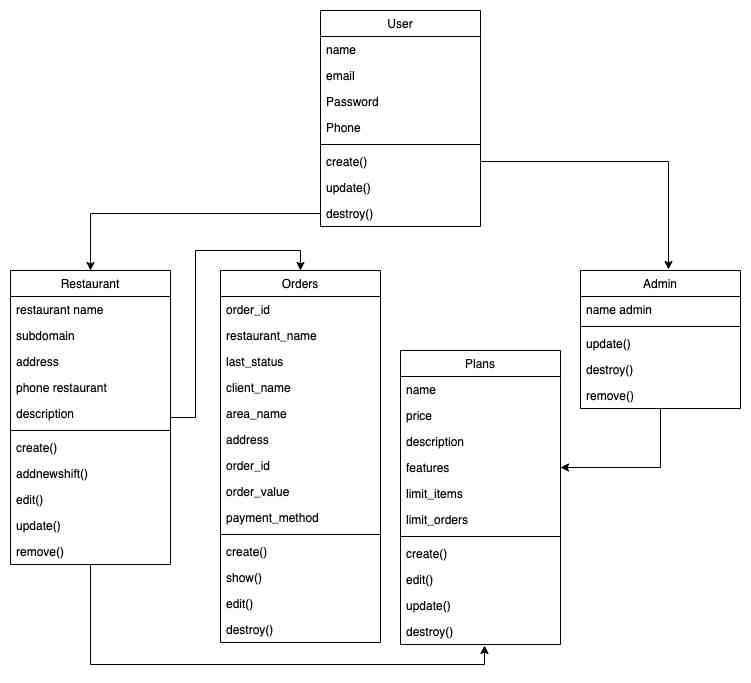 User
name
email
Password
Phone
create()
update()
destroy()
Restaurant
restaurant name
subdomain
address
phone restaurant
description
create()
addnewshift()
edit()
update()
remove()
Orders
order_id
restaurant_name
last_status
client_name
area_name
address
order_id
order_value
payment_method
create()
show()
edit()
destroy()
Plans
name
price
description
features
limit_items
limit_orders
create()
edit()
update()
destroy()
Admin
name admin
update()
destroy()
remove()